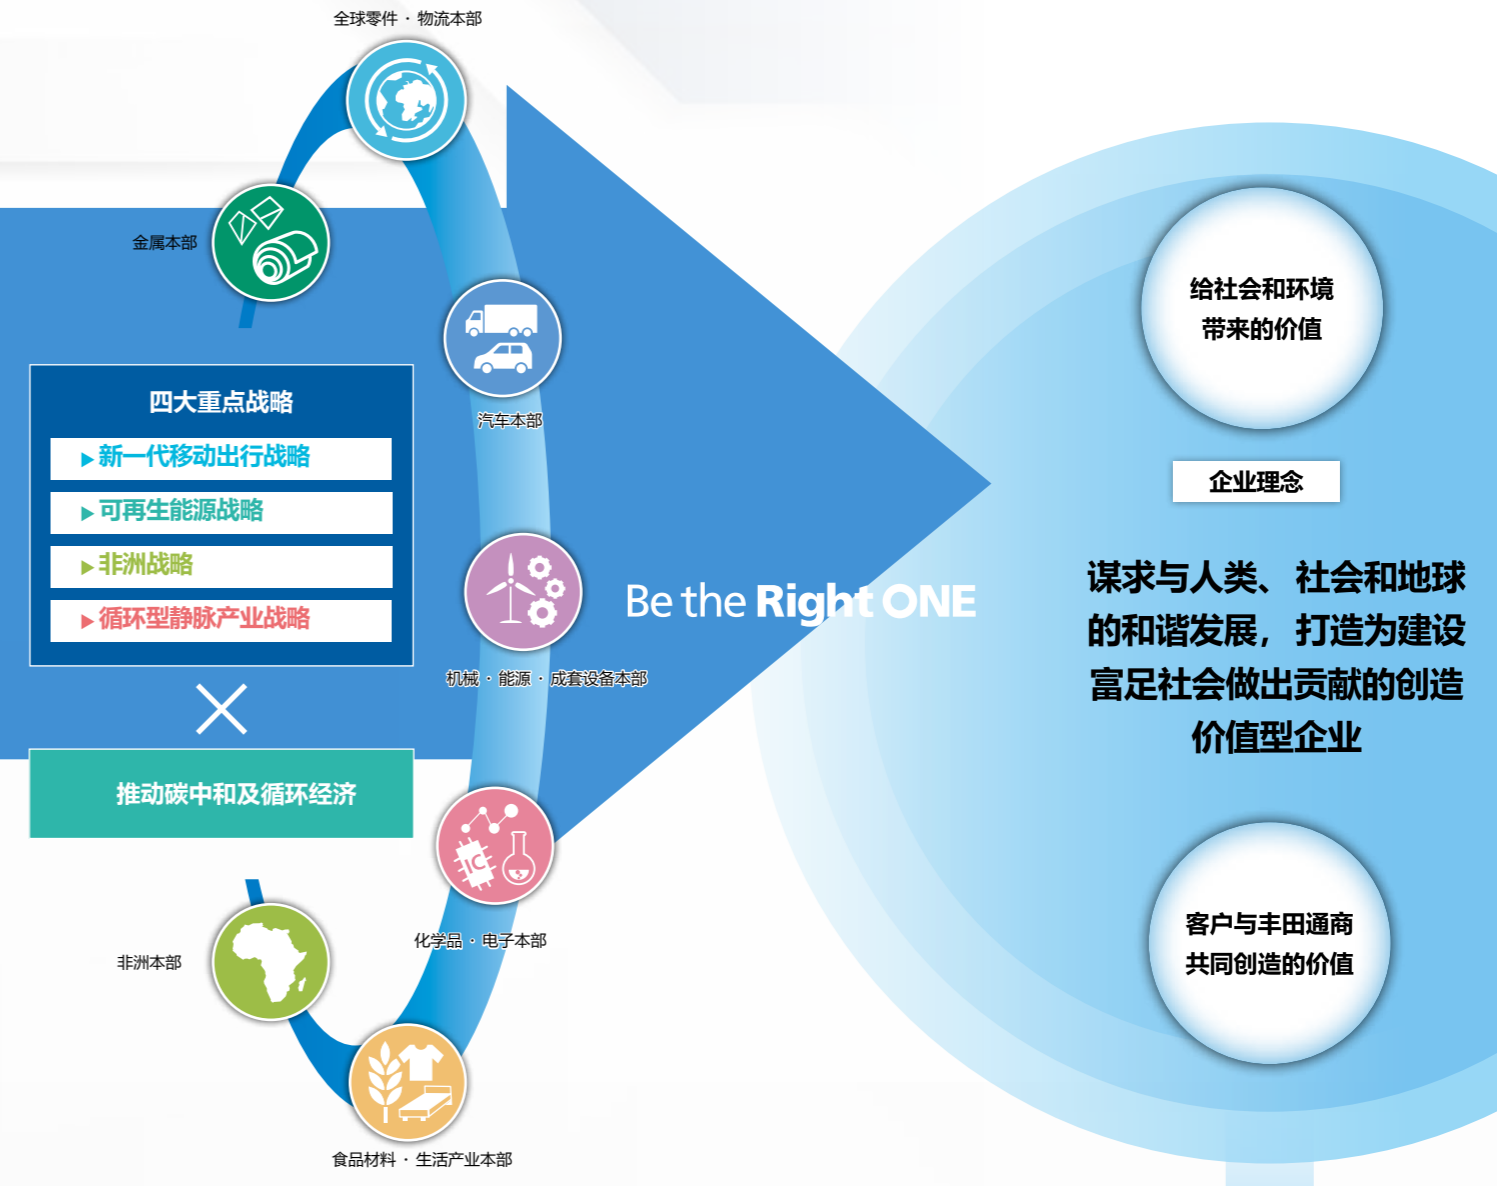 全球零件・物流本部
金属本部
汽车本部
四大重点战略
▶新一代移动出行战略
▶可再生能源战略
▶非洲战略
▶循环型静脉产业战略
×
推动碳中和及循环经济
机械・能源・成套设备本部
IC
化学品・电子本部
非洲本部
食品材料・生活产业本部
Be the Right ONE
给社会和环境
带来的价值
企业理念
谋求与人类、社会和地球
的和谐发展，打造为建设
富足社会做出贡献的创造
价值型企业
客户与丰田通商
共同创造的价值